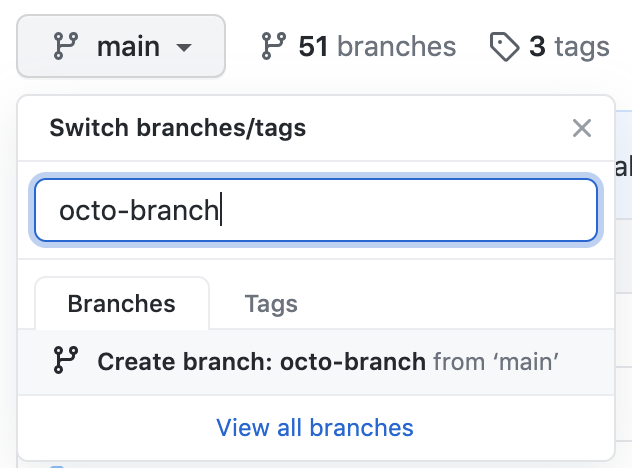 main 51 branches 3 tags
Switch branches/tags
octo-branch
Branches Tags
Create branch: octo-branch from ‘main’
View all branches